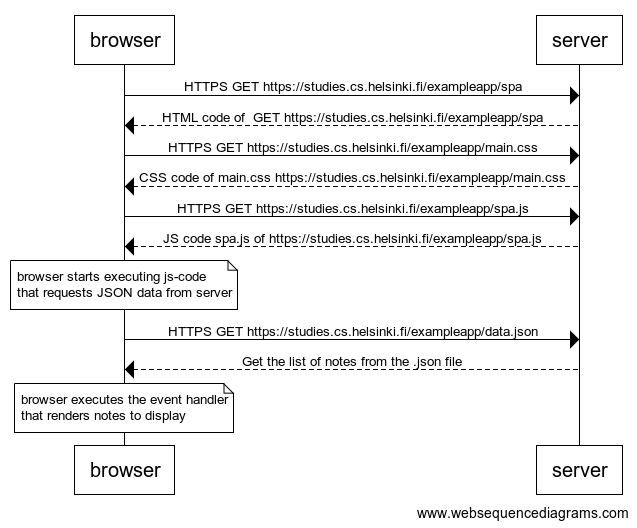 browser server
HTTPS GET https://studies.cs.helsinki.fi/exampleapp/spa
HTML code of  GET https://studies.cs.helsinki.fi/exampleapp/spa
HTTPS GET https://studies.cs.helsinki.fi/exampleapp/main.css
CSS code of main.css https://studies.cs.helsinki.fi/exampleapp/main.css
HTTPS GET https://studies.cs.helsinki.fi/exampleapp/spa.js
JS code spa.js of https://studies.cs.helsinki.fi/exampleapp/spa.js
browser starts executing js-code
that requests JSON data from server
HTTPS GET https://studies.cs.helsinki.fi/exampleapp/data.json
Get the list of notes from the .json file
browser executes the event handler
that renders notes to display
browser server
www.websequencediagrams.com